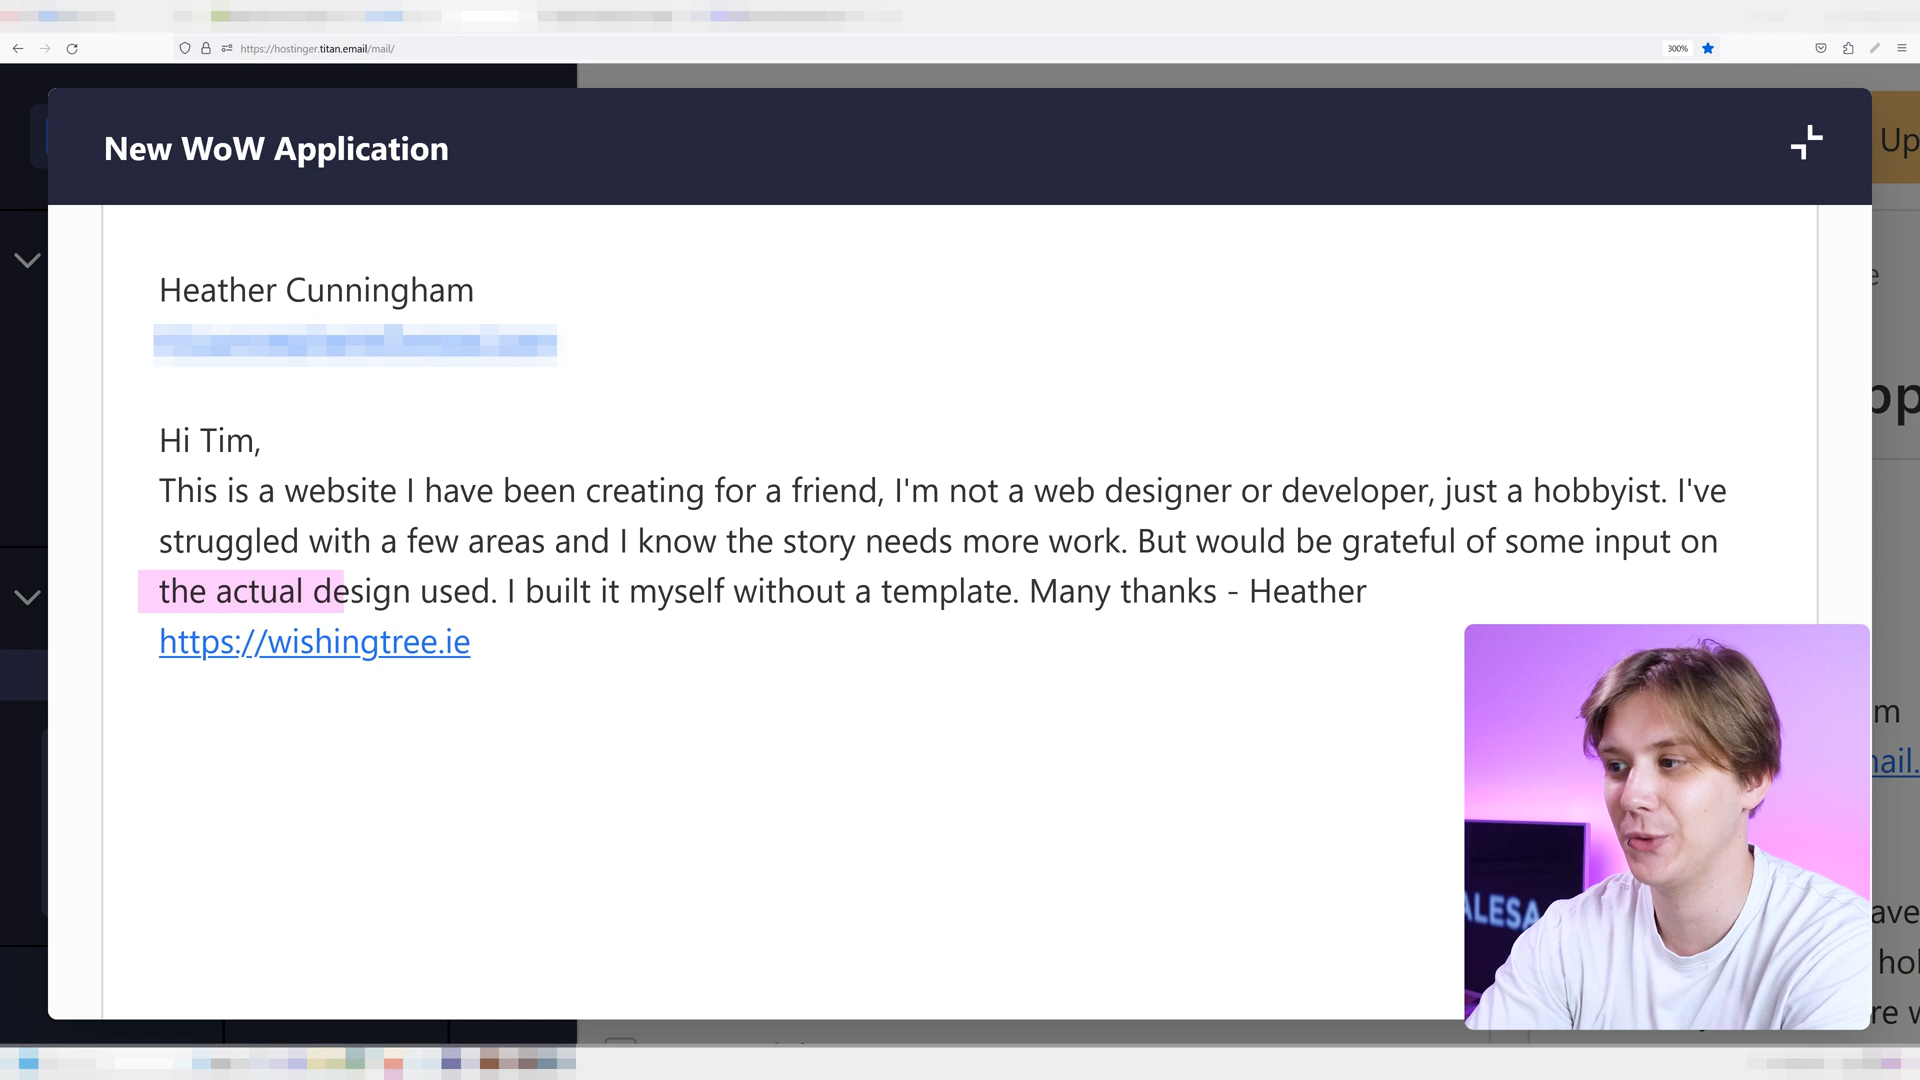 https://hostinger.titan.email/mail/
300%
New WoW Application
Up
Heather Cunningham
Hi Tim,
This is a website I have been creating for a friend, I'm not a web designer or developer, just a hobbyist. I've
struggled with a few areas and I know the story needs more work. But would be grateful of some input on
the actual design used. I built it myself without a template. Many thanks - Heather
https://wishingtree.ie
ALESA